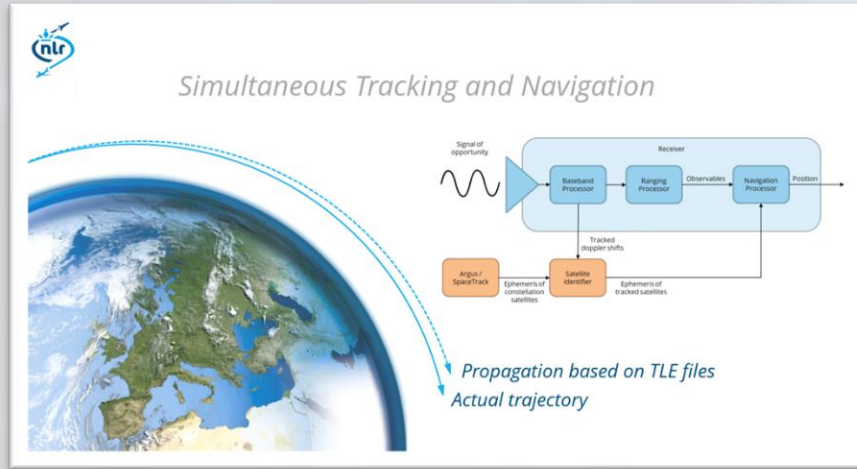 nlr
Simultaneous Tracking and Navigation
Signal of
opportunity
Receiver
Baseband
Processor
Ranging
Processor
Observables
Navigation
Processor
Position
Tracked
doppler shifts
Argus /
SpaceTrack
Ephemeris of
constellation
satellites
Satellite
Identifier
Ephemeris of
tracked satellites
Propagation based on TLE files
Actual trajectory